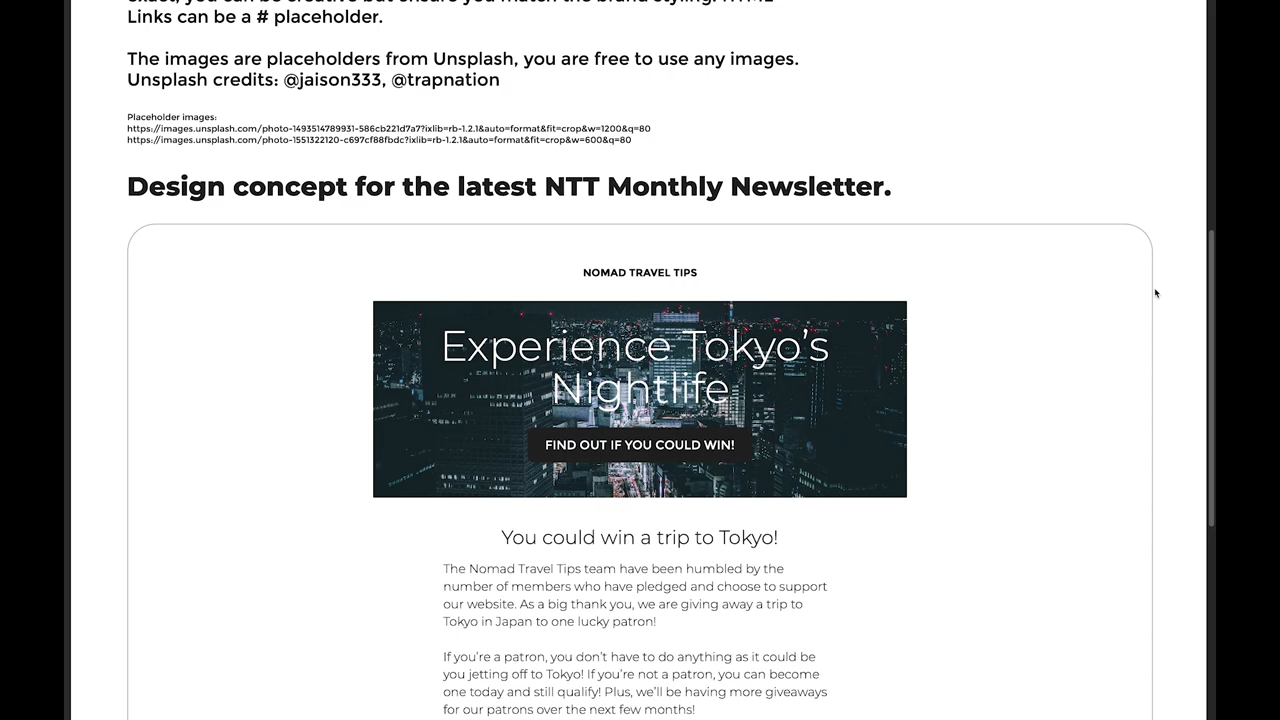 Links can be a # placeholder.
The images are placeholders from Unsplash, you are free to use any images.
Unsplash credits: @jaison333, @trapnation
Placeholder images:
https://images.unsplash.com/photo-1493514789931-586cb221d7a7?ixlib=rb-1.2.1&auto=format&fit=crop&w=1200&q=80
https://images.unsplash.com/photo-1551322120-c697cf88fbdc?ixlib=rb-1.2.1&auto=format&fit=crop&w=600&q=80
Design concept for the latest NTT Monthly Newsletter.
NOMAD TRAVEL TIPS
Experience Tokyo's
Nightlife
FIND OUT IF YOU COULD WIN!
You could win a trip to Tokyo!
The Nomad Travel Tips team have been humbled by the
number of members who have pledged and choose to support
our website. As a big thank you, we are giving away a trip to
Tokyo in Japan to one lucky patron!
If you're a patron, you don't have to do anything as it could be
you jetting off to Tokyo! If you're not a patron, you can become
one today and still qualify! Plus, we'll be having more giveaways
for our patrons over the next few months!